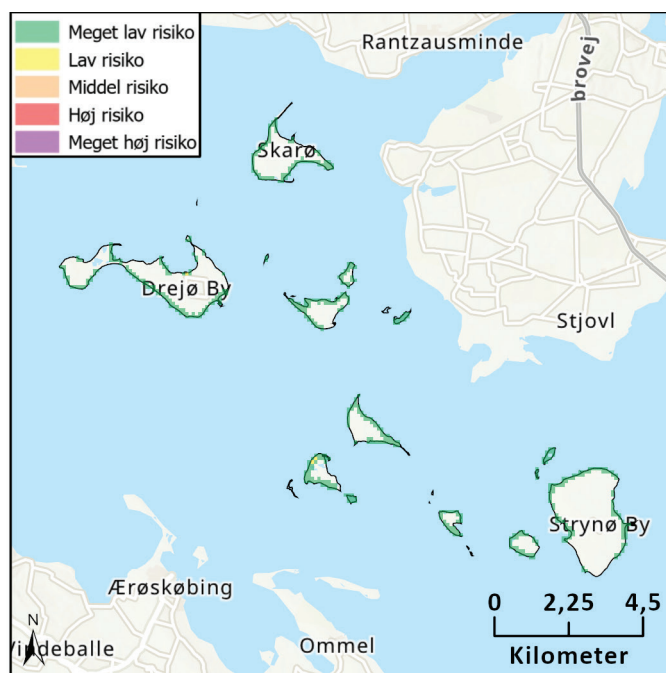 Meget lav risiko
Lav risiko
Middel risiko
Høj risiko
Meget høj risiko
Rantzausminde
brovej
Skarø
Drejø By
Stjovl
Strynø By
Ærøskøbing
Vindeballe
Ommel
N
0 2,25 4,5
Kilometer